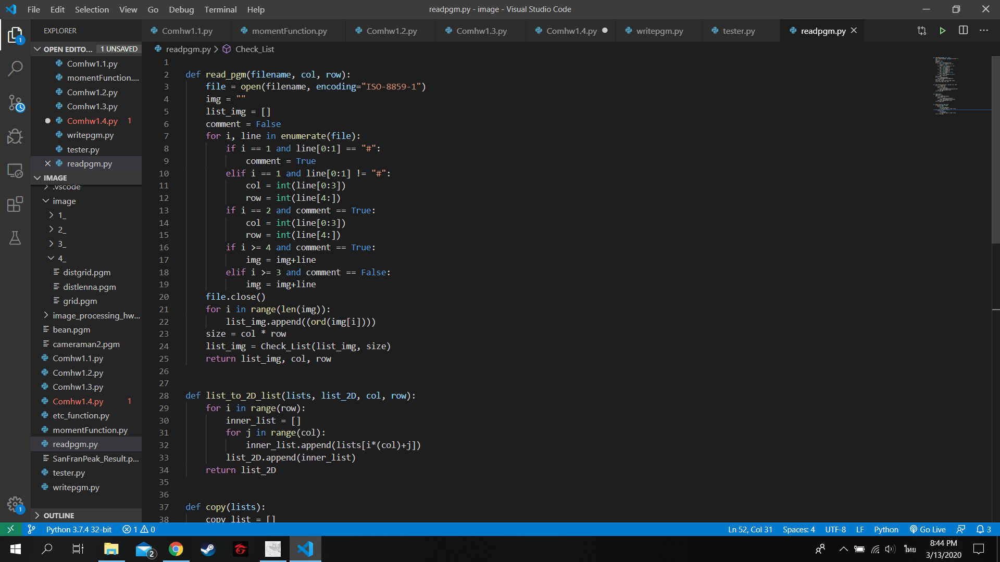 File Edit Selection View Go Debug Terminal Help
readpgm.py - image - Visual Studio Code
EXPLORER
Comhw1.1.py momentFunction.py Comhw1.2.py Comhw1.3.py Comhw1.4.py writepgm.py tester.py readpgm.py
OPEN EDITO... 1 UNSAVED
Comhw1.1.py
momentFunction....
Comhw1.2.py
Comhw1.3.py
Comhw1.4.py 1
writepgm.py
tester.py
readpgm.py
IMAGE
.vscode
image
1_
2_
3_
4_
distgrid.pgm
distlenna.pgm
grid.pgm
image_processing_hw...
bean.pgm
cameraman2.pgm
Comhw1.1.py
Comhw1.2.py
Comhw1.3.py
Comhw1.4.py 1
etc_function.py
momentFunction.py
readpgm.py
SanFranPeak_Result.p...
tester.py
writepgm.py
OUTLINE
1
1
readpgm.py > Check_List
1
2 def read_pgm(filename, col, row):
3 file = open(filename, encoding="ISO-8859-1")
4 img = ""
5 list_img = []
6 comment = False
7 for i, line in enumerate(file):
8 if i == 1 and line[0:1] == "#":
9 comment = True
10 elif i == 1 and line[0:1] != "#":
11 col = int(line[0:3])
12 row = int(line[4:])
13 if i == 2 and comment == True:
14 col = int(line[0:3])
15 row = int(line[4:])
16 if i >= 4 and comment == True:
17 img = img+line
18 elif i >= 3 and comment == False:
19 img = img+line
20 file.close()
21 for i in range(len(img)):
22 list_img.append((ord(img[i])))
23 size = col * row
24 list_img = Check_List(list_img, size)
25 return list_img, col, row
26
27
28 def list_to_2D_list(lists, list_2D, col, row):
29 for i in range(row):
30 inner_list = []
31 for j in range(col):
32 inner_list.append(lists[i*(col)+j])
33 list_2D.append(inner_list)
34 return list_2D
35
36
37 def copy(lists):
38 copy_list = []
Python 3.7.4 32-bit 1 0 Ln 52, Col 31 Spaces: 4 UTF-8 LF Python Go Live 3
2
ไทย
8:44 PM
3/13/2020